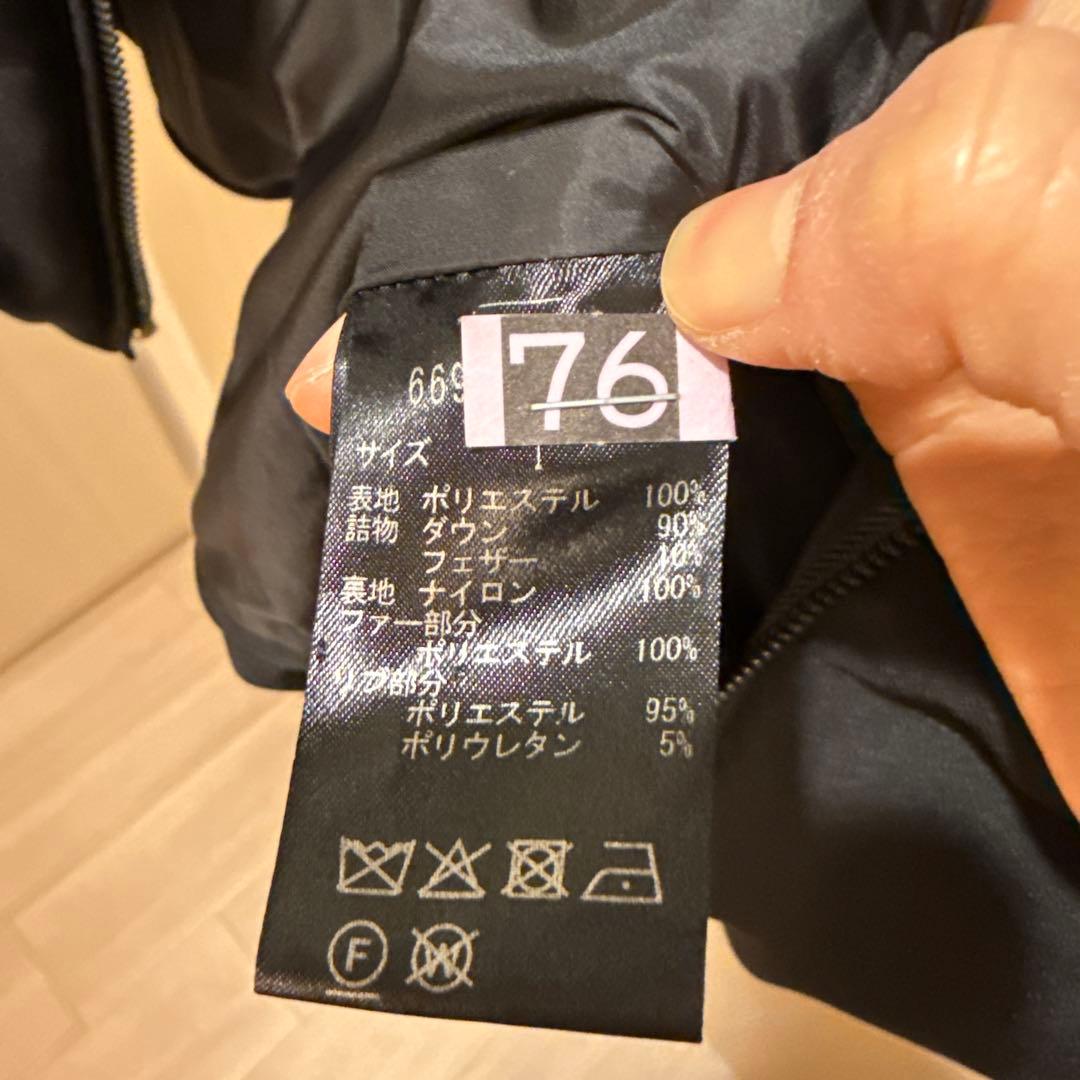 76
669
サイズ 1
表地 ポリエステル 100%
詰物 ダウン 90%
フェザー 10%
裏地 ナイロン 100%
ファー部分
ポリエステル 100%
リブ部分
ポリエステル 95%
ポリウレタン 5%
F W